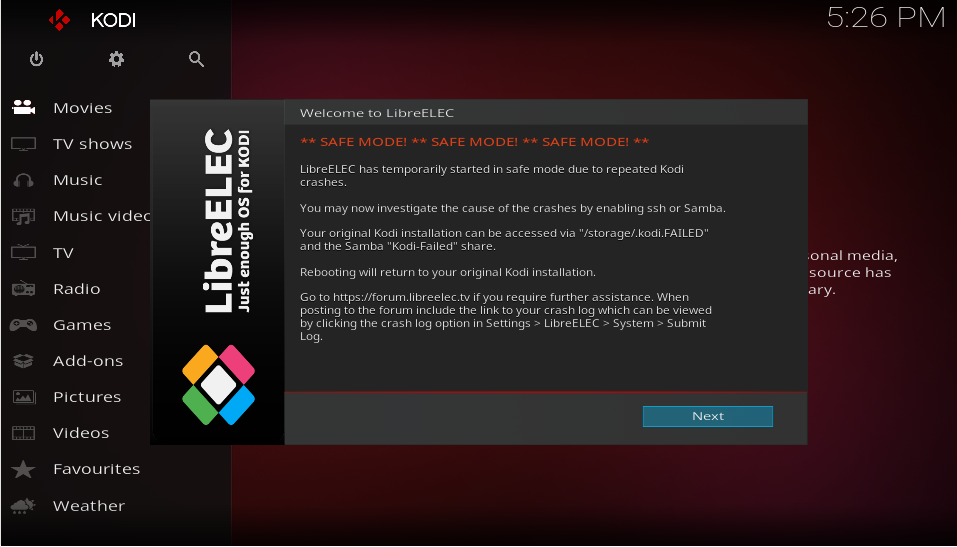 KODI
5:26 PM
Movies
TV shows
Music
Music videc
TV
Radio
Games
Add-ons
Pictures
Videos
Favourites
Weather
LibreELEC
Just enough OS for KODI
Welcome to LibreELEC
** SAFE MODE! ** SAFE MODE! ** SAFE MODE! **
LibreELEC has temporarily started in safe mode due to repeated Kodi
crashes.
You may now investigate the cause of the crashes by enabling ssh or Samba.
Your original Kodi installation can be accessed via "/storage/.kodi.FAILED"
and the Samba "Kodi-Failed" share.
Rebooting will return to your original Kodi installation.
Go to https://forum.libreelec.tv if you require further assistance. When
posting to the forum include the link to your crash log which can be viewed
by clicking the crash log option in Settings > LibreELEC > System > Submit
Log.
Next
sonal media,
source has
ary.